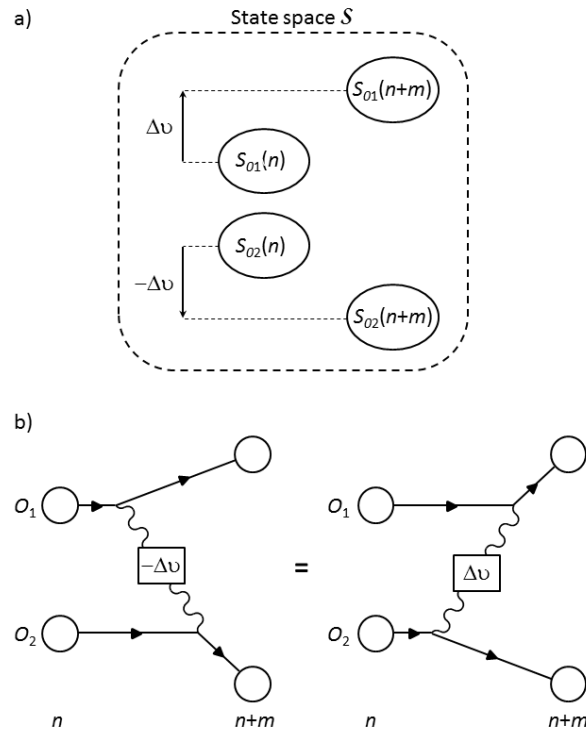 a)
State space S
S01(n+m)
Δυ
S01(n)
S02(n)
−Δυ
S02(n+m)
b)
O1 O1
−Δυ = Δυ
O2 O2
n n+m n n+m